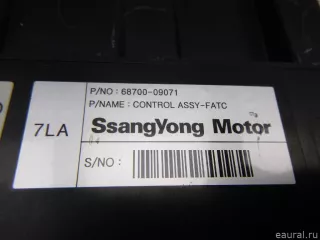 P/NO : 68700-09071
P/NAME : CONTROL ASSY-FATC
7LA
SsangYong Motor
S/NO :
eaural.ru